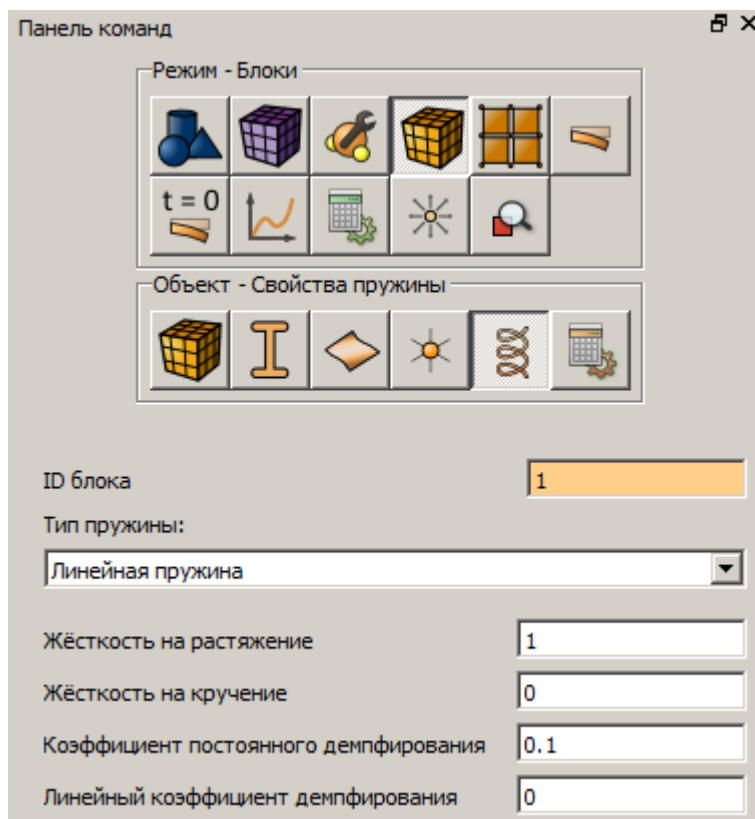 Панель команд
Режим - Блоки
t = 0
Объект - Свойства пружины
ID блока 1
Тип пружины:
Линейная пружина
Жёсткость на растяжение 1
Жёсткость на кручение 0
Коэффициент постоянного демпфирования 0.1
Линейный коэффициент демпфирования 0